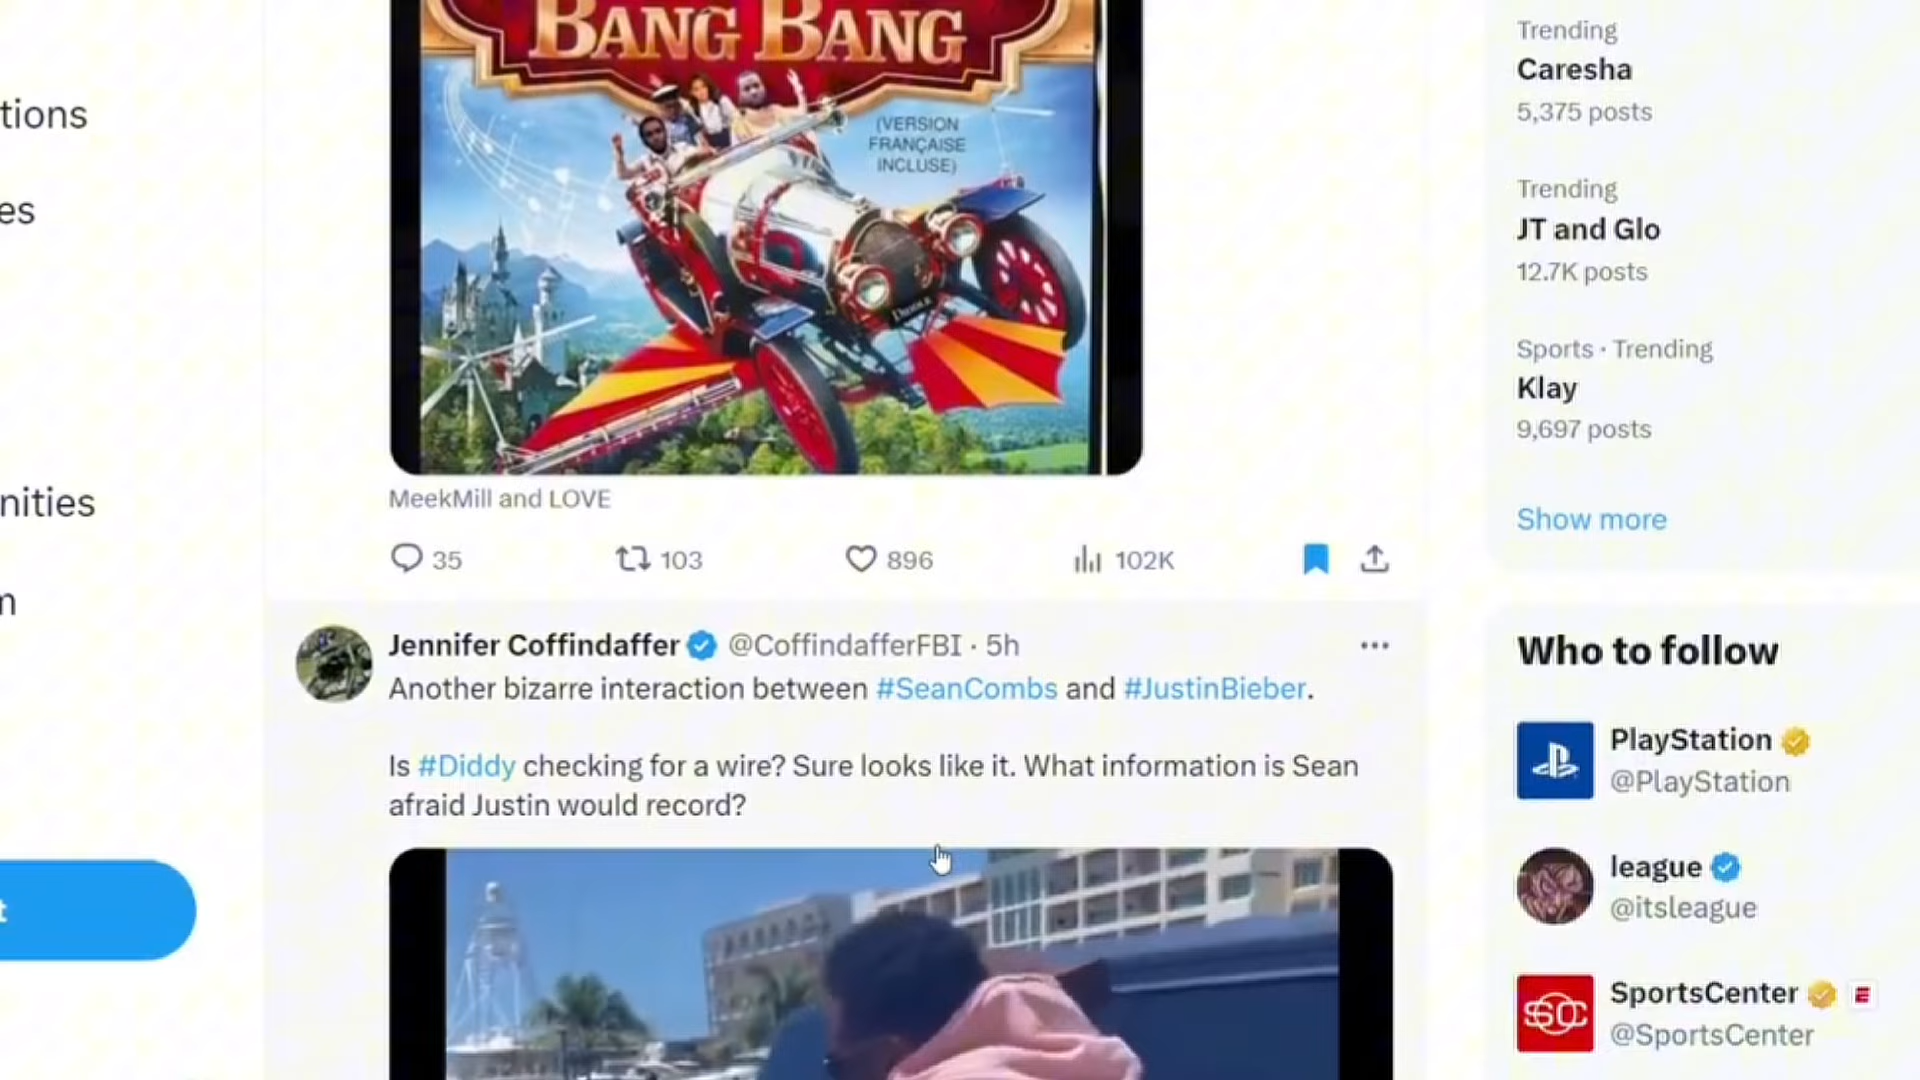 BANG BANG
(VERSION
FRANÇAISE
INCLUSE)
MeekMill and LOVE
35
103
896
102K
Jennifer Coffindaffer @CoffindafferFBI · 5h
Another bizarre interaction between #SeanCombs and #JustinBieber.
Is #Diddy checking for a wire? Sure looks like it. What information is Sean
afraid Justin would record?
tions
es
nities
m
t
Trending
Caresha
5,375 posts
Trending
JT and Glo
12.7K posts
Sports · Trending
Klay
9,697 posts
Show more
Who to follow
PlayStation
@PlayStation
league
@itsleague
SC
SportsCenter
E
@SportsCenter